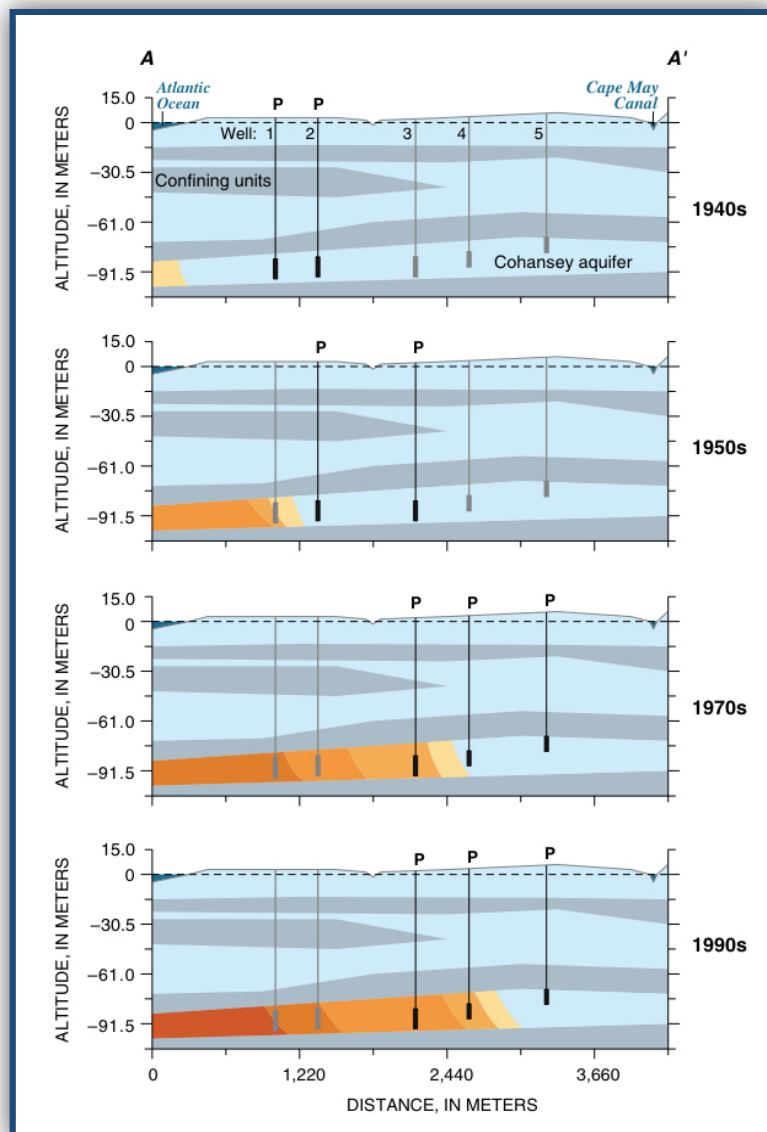 A A'
Atlantic
Ocean
Cape May
Canal
P P
15.0
0
−30.5
−61.0
−91.5
Well: 1 2 3 4 5
Confining units
Cohansey aquifer
ALTITUDE, IN METERS
1940s
P P
15.0
0
−30.5
−61.0
−91.5
ALTITUDE, IN METERS
1950s
P P P
15.0
0
−30.5
−61.0
−91.5
ALTITUDE, IN METERS
1970s
P P P
15.0
0
−30.5
−61.0
−91.5
ALTITUDE, IN METERS
1990s
0 1,220 2,440 3,660
DISTANCE, IN METERS